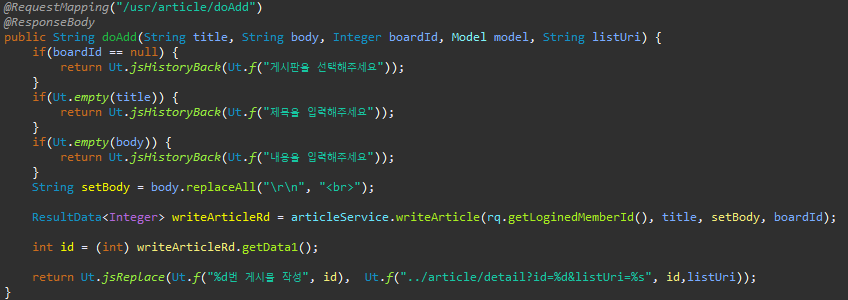 @RequestMapping("/usr/article/doAdd")
@ResponseBody
public String doAdd(String title, String body, Integer boardId, Model model, String listUri) {
if(boardId == null) {
return Ut.jsHistoryBack(Ut.f("게시판을 선택해주세요"));
}
if(Ut.empty(title)) {
return Ut.jsHistoryBack(Ut.f("제목을 입력해주세요"));
}
if(Ut.empty(body)) {
return Ut.jsHistoryBack(Ut.f("내용을 입력해주세요"));
}
String setBody = body.replaceAll("\r\n", "<br>");
ResultData<Integer> writeArticleRd = articleService.writeArticle(rq.getLoginedMemberId(), title, setBody, boardId);
int id = (int) writeArticleRd.getData1();
return Ut.jsReplace(Ut.f("%d번 게시물 작성", id),  Ut.f("../article/detail?id=%d&listUri=%s", id,listUri));
}